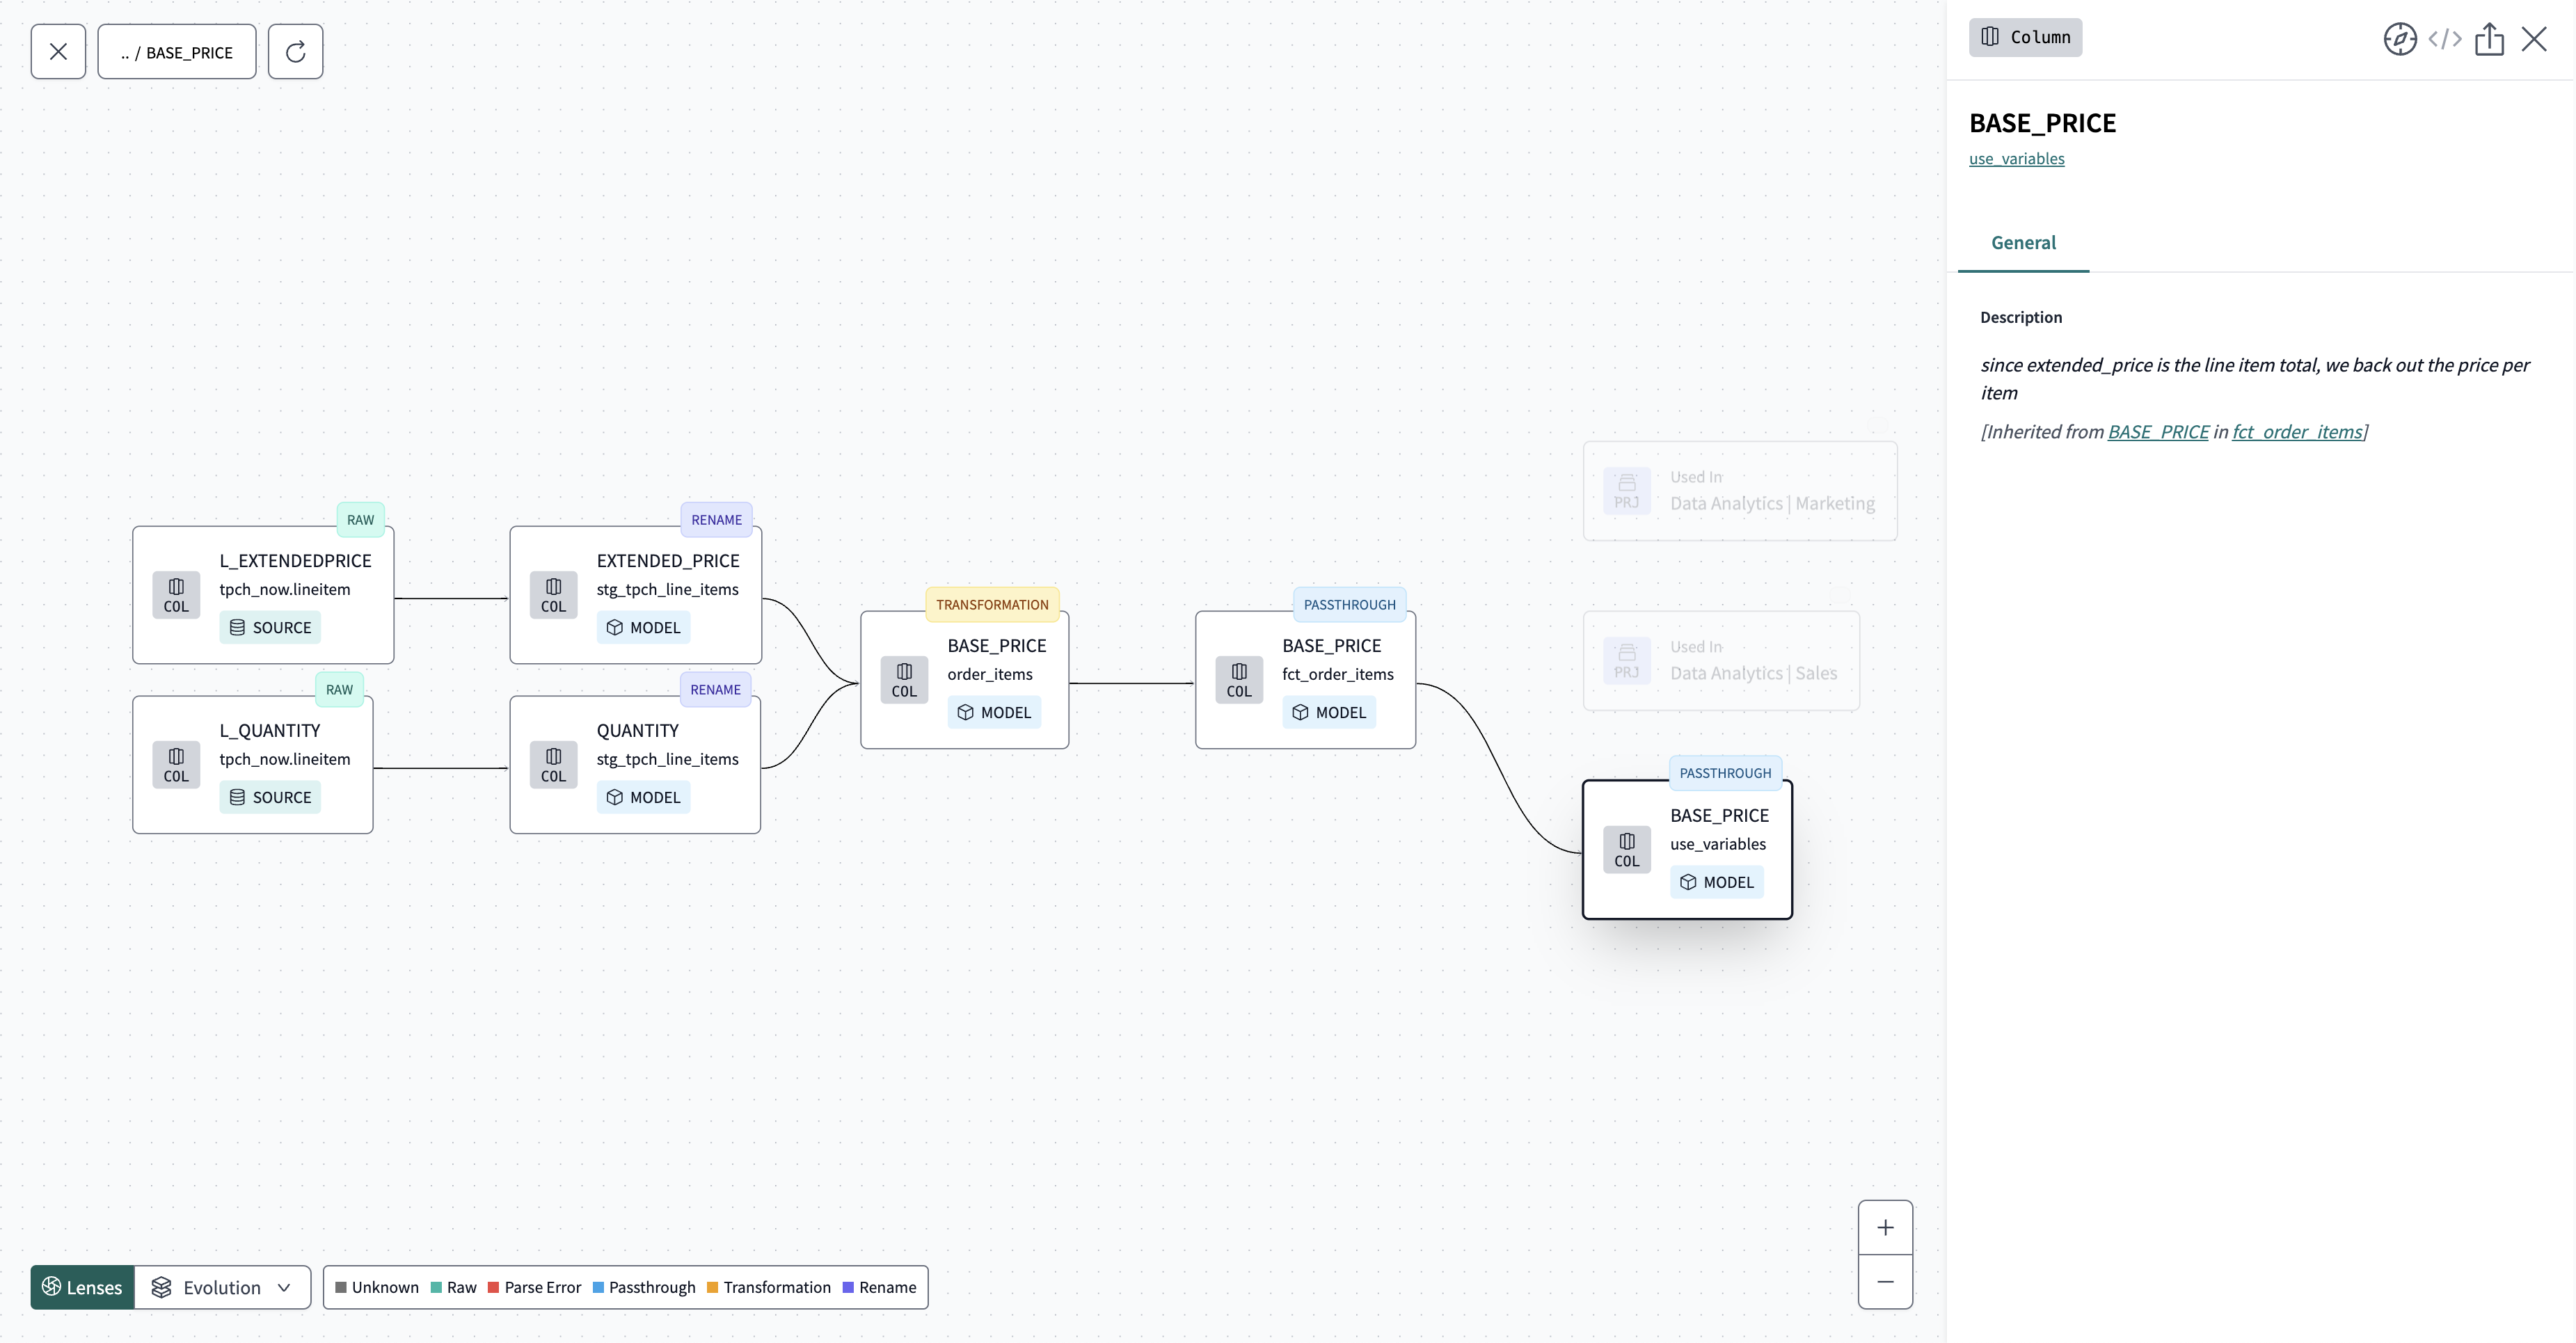 .. / BASE_PRICE
Column
BASE_PRICE
use_variables
General
Description
since extended_price is the line item total, we back out the price per
item
[Inherited from BASE_PRICE in fct_order_items]
RAW
L_EXTENDEDPRICE
tpch_now.lineitem
COL
SOURCE
RAW
L_QUANTITY
tpch_now.lineitem
COL
SOURCE
RENAME
EXTENDED_PRICE
stg_tpch_line_items
COL
MODEL
RENAME
QUANTITY
stg_tpch_line_items
COL
MODEL
TRANSFORMATION
BASE_PRICE
order_items
COL
MODEL
PASSTHROUGH
BASE_PRICE
fct_order_items
COL
MODEL
Used In
PRJ
Data Analytics | Marketing
Used In
PRJ
Data Analytics | Sales
PASSTHROUGH
BASE_PRICE
use_variables
COL
MODEL
Lenses
Evolution
Unknown
Raw
Parse Error
Passthrough
Transformation
Rename